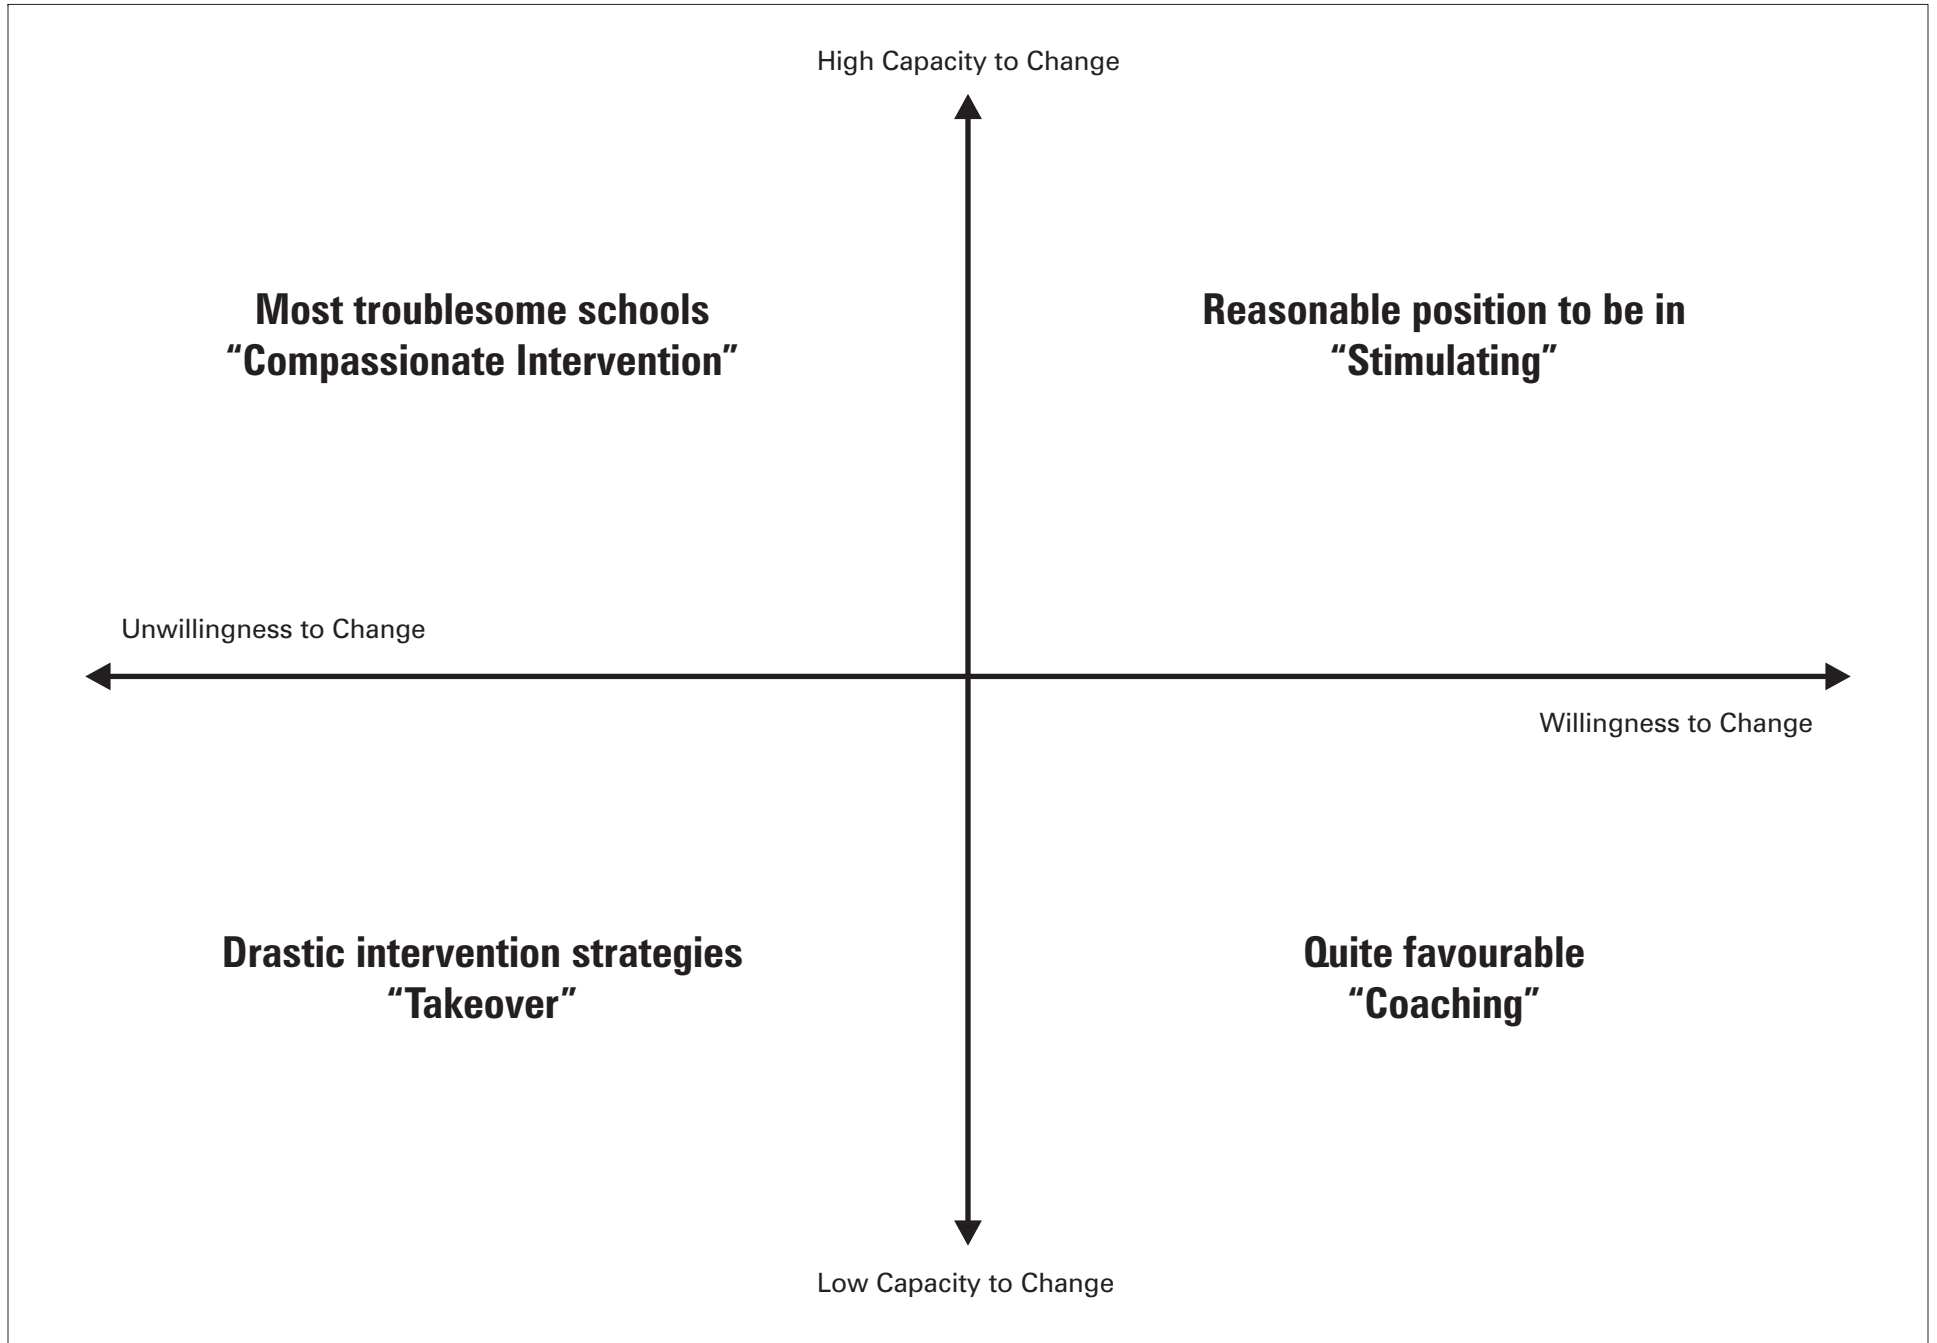 High Capacity to Change
Most troublesome schools
“Compassionate Intervention”
Reasonable position to be in
“Stimulating”
Unwillingness to Change
Willingness to Change
Drastic intervention strategies
“Takeover”
Quite favourable
“Coaching”
Low Capacity to Change